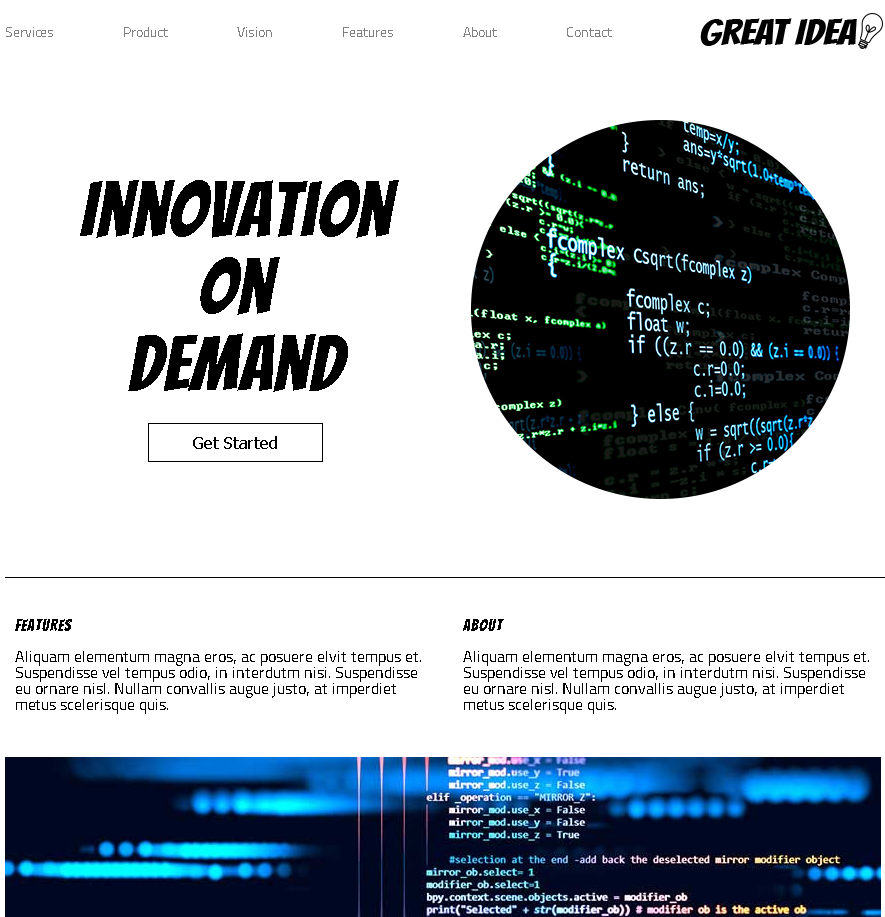 Services Product Vision Features About Contact GREAT IDEA
INNOVATION
ON
DEMAND
Get Started
temp=x/y;
ans=y*sqrt(1.0+temp*te
}
return ans;
else {
fcomplex Csqrt(fcomplex z)
{
fcomplex c;
float w;
if ((z.r == 0.0) && (z.i == 0.0)) {
c.r=0.0;
c.i=0.0;
} else {
w = sqrt((sqrt(z.r*z
if (z.r >= 0.0){
(float x, fcomplex a)
FEATURES
Aliquam elementum magna eros, ac posuere elvit tempus et.
Suspendisse vel tempus odio, in interdutm nisi. Suspendisse
eu ornare nisl. Nullam convallis augue justo, at imperdiet
metus scelerisque quis.
ABOUT
Aliquam elementum magna eros, ac posuere elvit tempus et.
Suspendisse vel tempus odio, in interdutm nisi. Suspendisse
eu ornare nisl. Nullam convallis augue justo, at imperdiet
metus scelerisque quis.
mirror_mod.use_x = False
mirror_mod.use_y = True
mirror_mod.use_z = False
elif _operation == "MIRROR_Z":
mirror_mod.use_x = False
mirror_mod.use_y = False
mirror_mod.use_z = True
#selection at the end -add back the deselected mirror modifier object
mirror_ob.select= 1
modifier_ob.select=1
bpy.context.scene.objects.active = modifier_ob
print("Selected" + str(modifier_ob)) # modifier ob is the active ob